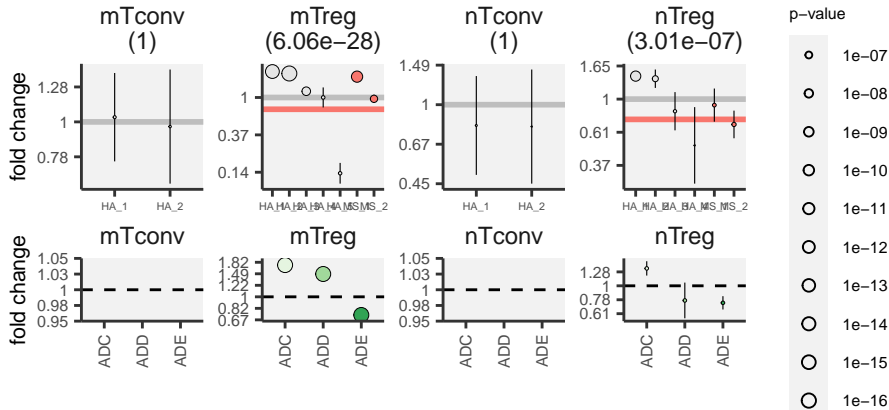 mTconv
(1)
mTreg
(6.06e−28)
nTconv
(1)
nTreg
(3.01e−07)
fold change
1.28
1
0.78
HA_1
HA_2
1
0.37
0.14
HA_1
MS_2
1.49
1
0.67
0.45
HA_1
HA_2
1.65
1
0.61
0.37
HA_1
MS_2
mTconv
mTreg
nTconv
nTreg
fold change
1.05
1.03
1
0.98
0.95
ADC
ADD
ADE
1.82
1.49
1.22
1
0.82
0.67
ADC
ADD
ADE
1.05
1.03
1
0.98
0.95
ADC
ADD
ADE
1.28
1
0.78
0.61
ADC
ADD
ADE
p−value
1e−07
1e−08
1e−09
1e−10
1e−11
1e−12
1e−13
1e−14
1e−15
1e−16